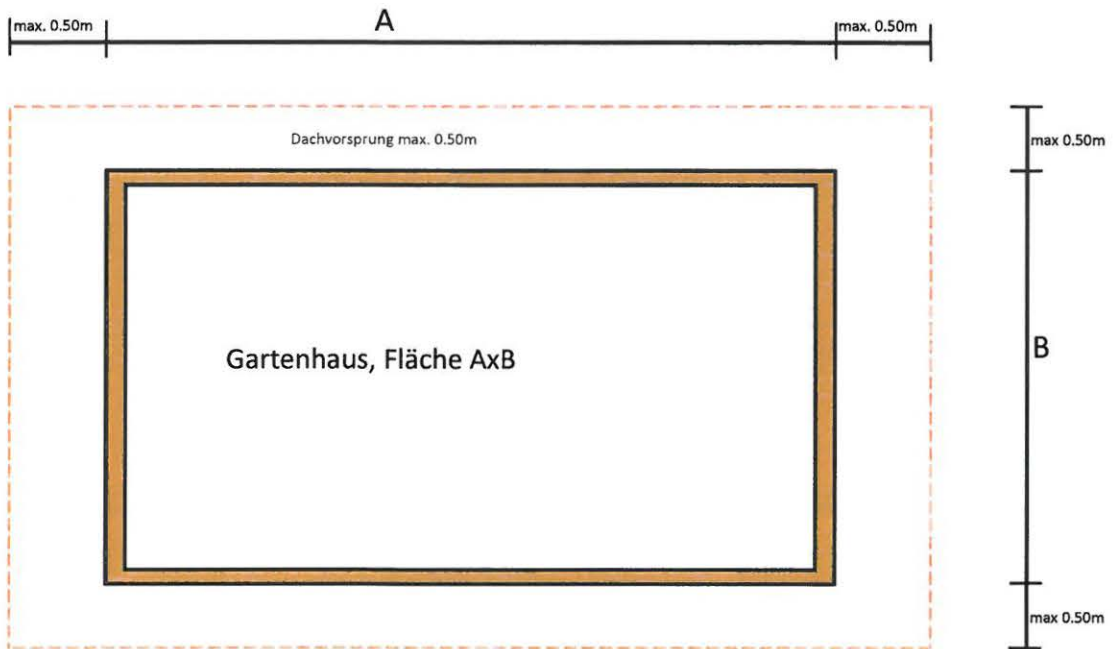 max. 0.50m
A
max. 0.50m
Dachvorsprung max. 0.50m
max 0.50m
Gartenhaus, Fläche AxB
B
max 0.50m